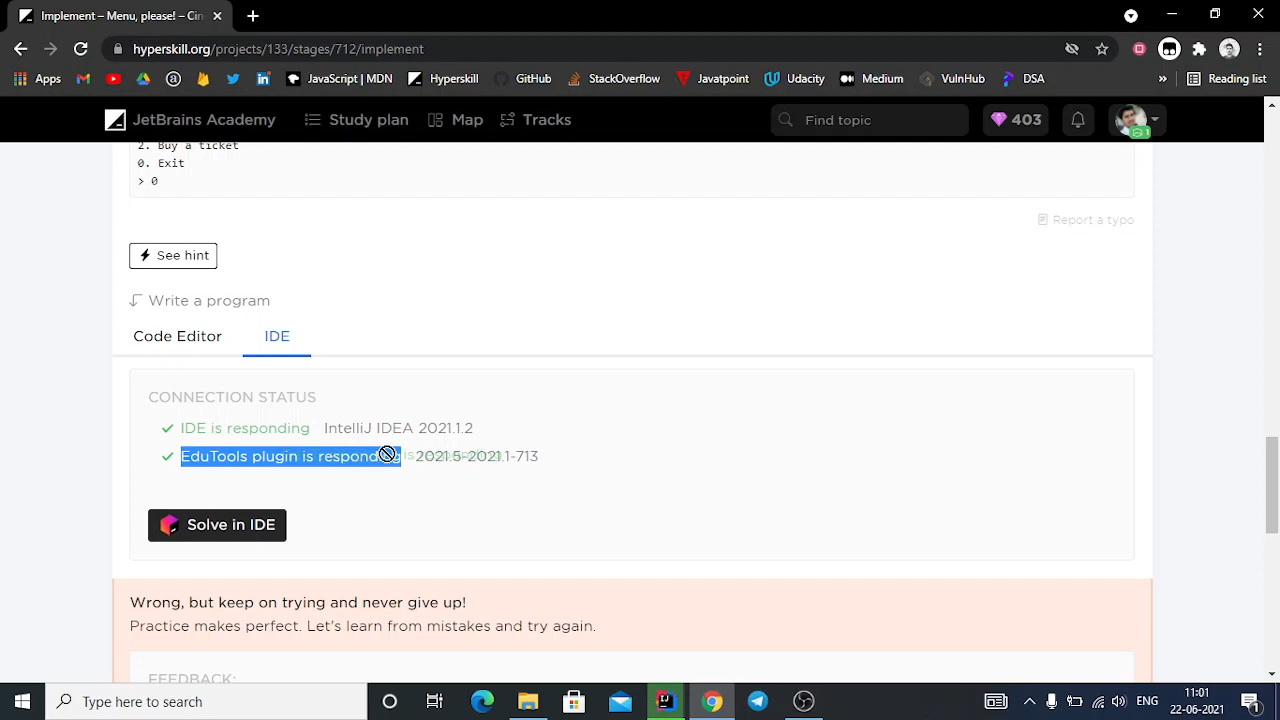 Implement – Menu, please! - Cin
hyperskill.org/projects/133/stages/712/implement
Apps
JavaScript | MDN
Hyperskill
GitHub
StackOverflow
Javapoint
Udacity
Medium
VulHub
DSA
»
Reading list
JetBrains Academy
Study plan
Map
Tracks
Find topic
403
1
2. Buy a ticket
0. Exit
> 0
Report a typo
See hint
Write a program
Code Editor
IDE
CONNECTION STATUS
IDE is responding IntelliJ IDEA 2021.1.2
EduTools plugin is responding 2021.5-2021.1-713
Solve in IDE
Wrong, but keep on trying and never give up!
Practice makes perfect. Let's learn from mistakes and try again.
FEEDBACK:
Type here to search
ENG
11:01
22-06-2021
1